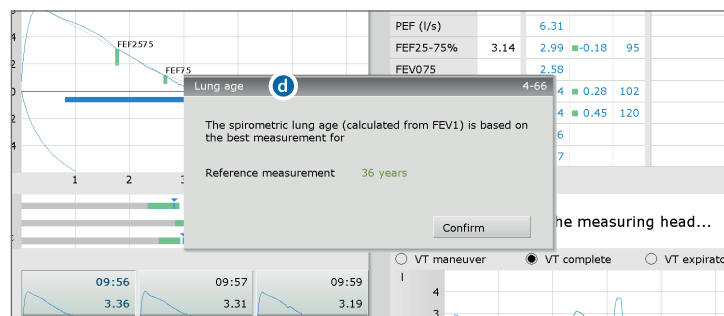 PEF (l/s) 6.31
FEF2575
FEF25-75% 3.14 2.99 -0.18 95
FEF75
FEV075 2.58
Lung age d 4-66
4 0.28 102
4 0.45 120
The spirometric lung age (calculated from FEV1) is based on
the best measurement for
6
7
Reference measurement 36 years
2
0
2
4
1 2 3
Confirm
he measuring head...
VT maneuver VT complete VT expirato
09:56 09:57 09:59
3.36 3.31 3.19
l
4
3